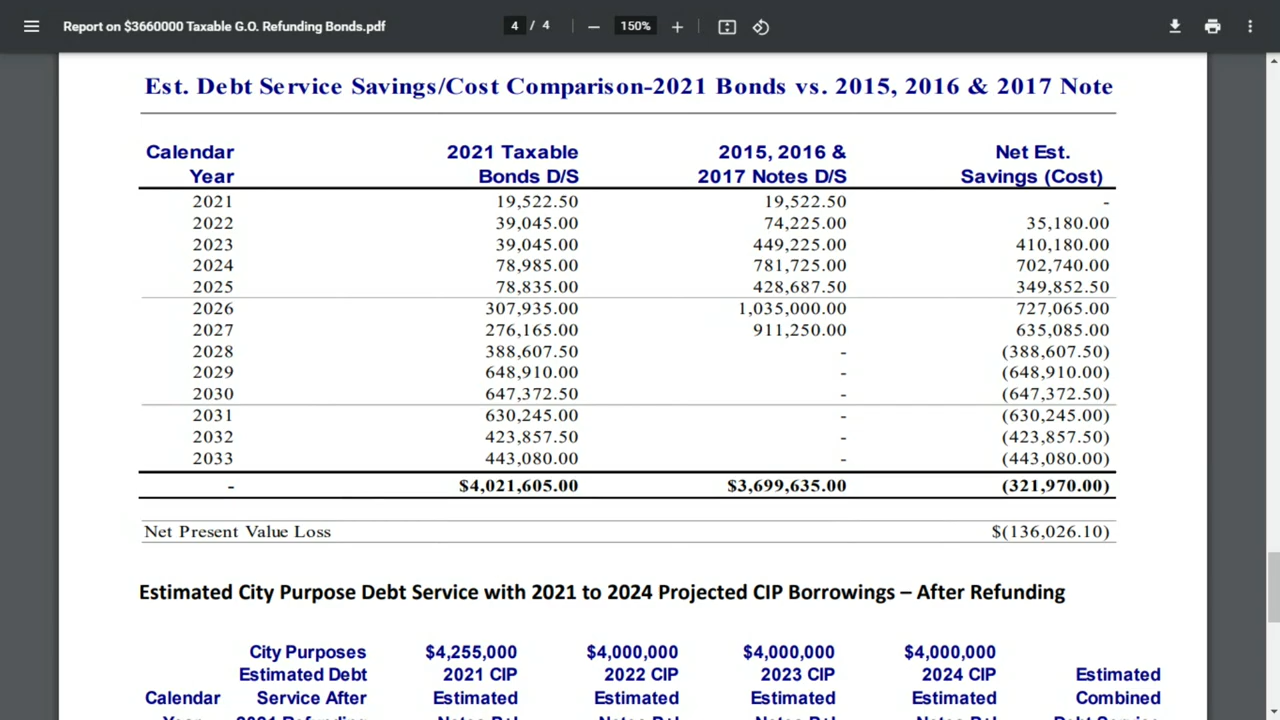 Report on $3660000 Taxable G.O. Refunding Bonds.pdf 4 / 4 − 150% +
Est. Debt Service Savings/Cost Comparison-2021 Bonds vs. 2015, 2016 & 2017 Note
Calendar 2021 Taxable 2015, 2016 & Net Est.
Year Bonds D/S 2017 Notes D/S Savings (Cost)
2021 19,522.50 19,522.50 -
2022 39,045.00 74,225.00 35,180.00
2023 39,045.00 449,225.00 410,180.00
2024 78,985.00 781,725.00 702,740.00
2025 78,835.00 428,687.50 349,852.50
2026 307,935.00 1,035,000.00 727,065.00
2027 276,165.00 911,250.00 635,085.00
2028 388,607.50 - (388,607.50)
2029 648,910.00 - (648,910.00)
2030 647,372.50 - (647,372.50)
2031 630,245.00 - (630,245.00)
2032 423,857.50 - (423,857.50)
2033 443,080.00 - (443,080.00)
- $4,021,605.00 $3,699,635.00 (321,970.00)
Net Present Value Loss $(136,026.10)
Estimated City Purpose Debt Service with 2021 to 2024 Projected CIP Borrowings – After Refunding
City Purposes $4,255,000 $4,000,000 $4,000,000 $4,000,000
Estimated Debt 2021 CIP 2022 CIP 2023 CIP 2024 CIP Estimated
Calendar Service After Estimated Estimated Estimated Estimated Combined